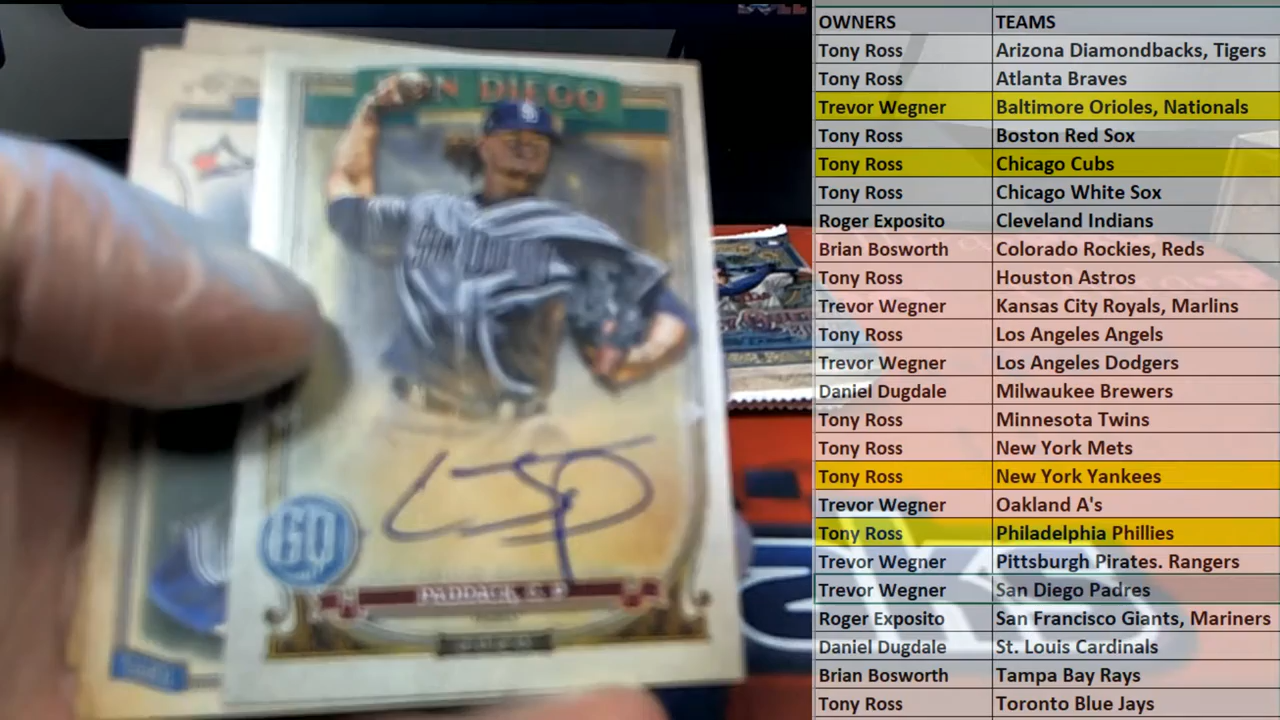 SAN DIEGO
GQ
PADDACK
OWNERS TEAMS
Tony Ross Arizona Diamondbacks, Tigers
Tony Ross Atlanta Braves
Trevor Wegner Baltimore Orioles, Nationals
Tony Ross Boston Red Sox
Tony Ross Chicago Cubs
Tony Ross Chicago White Sox
Roger Exposito Cleveland Indians
Brian Bosworth Colorado Rockies, Reds
Tony Ross Houston Astros
Trevor Wegner Kansas City Royals, Marlins
Tony Ross Los Angeles Angels
Trevor Wegner Los Angeles Dodgers
Daniel Dugdale Milwaukee Brewers
Tony Ross Minnesota Twins
Tony Ross New York Mets
Tony Ross New York Yankees
Trevor Wegner Oakland A's
Tony Ross Philadelphia Phillies
Trevor Wegner Pittsburgh Pirates. Rangers
Trevor Wegner San Diego Padres
Roger Exposito San Francisco Giants, Mariners
Daniel Dugdale St. Louis Cardinals
Brian Bosworth Tampa Bay Rays
Tony Ross Toronto Blue Jays